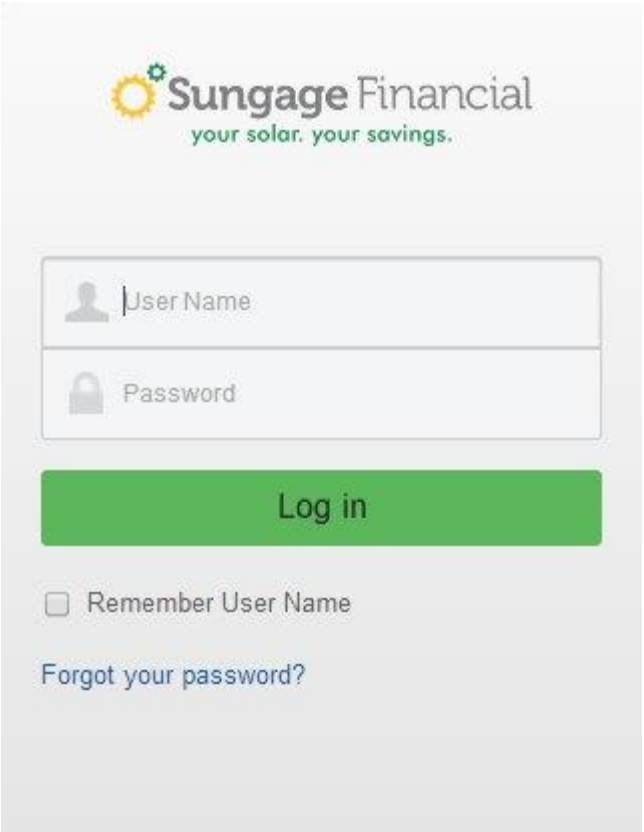 Sungage Financial
your solar. your savings.
User Name
Password
Log in
Remember User Name
Forgot your password?